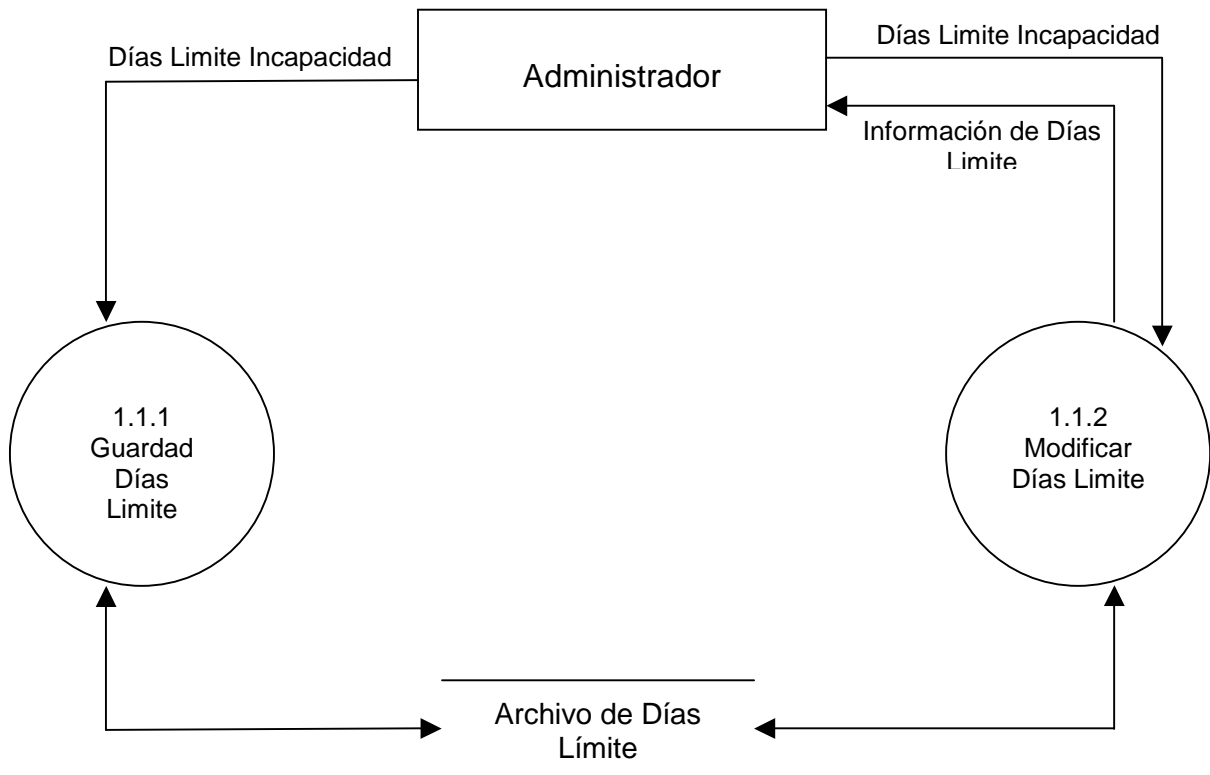 Días Limite Incapacidad
Administrador
Días Limite Incapacidad
Información de Días
Limite
1.1.1
Guardad
Días
Limite
1.1.2
Modificar
Días Limite
Archivo de Días
Límite